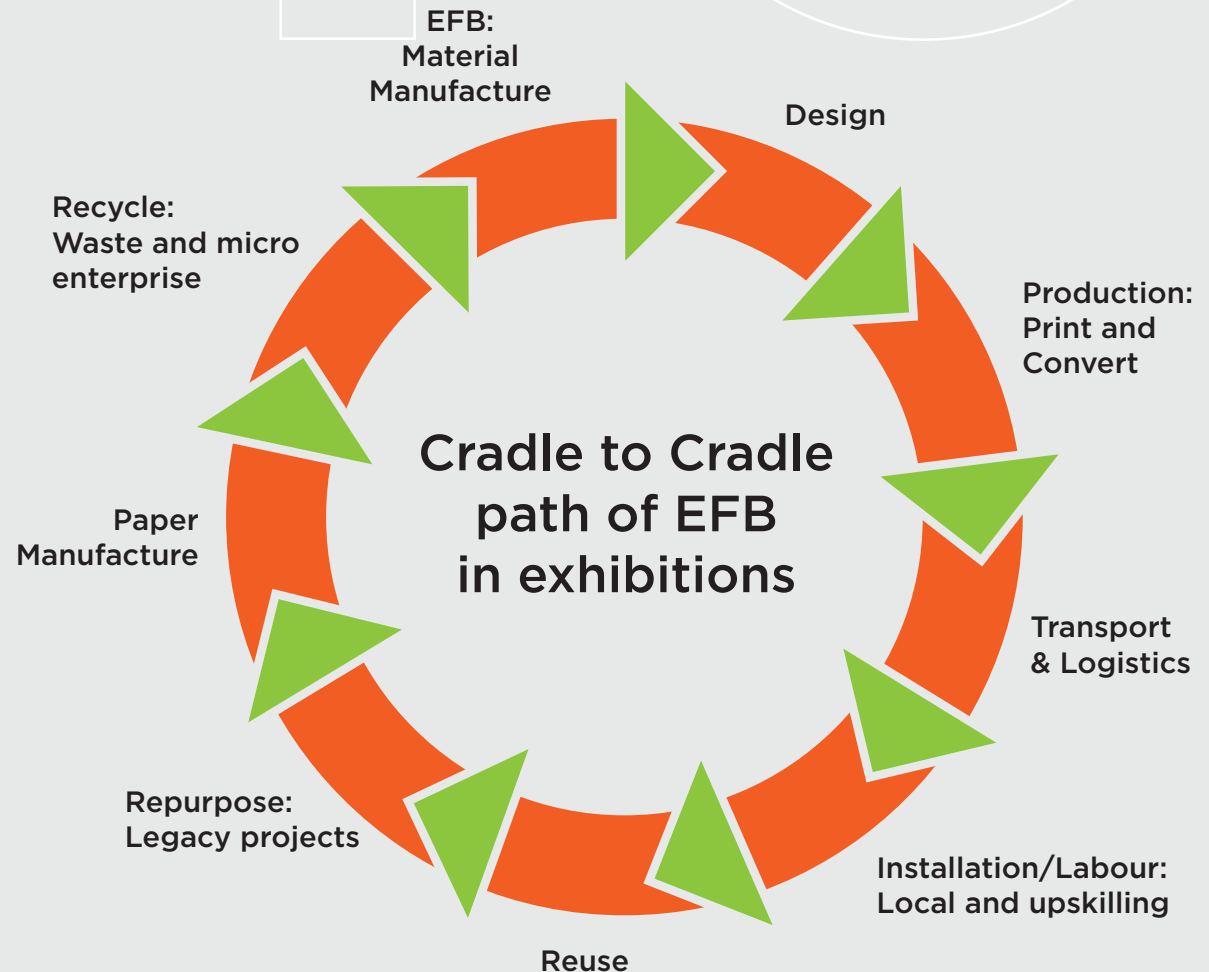 EFB:
Material
Manufacture
Design
Production:
Print and
Convert
Transport
& Logistics
Installation/Labour:
Local and upskilling
Reuse
Repurpose:
Legacy projects
Paper
Manufacture
Recycle:
Waste and micro
enterprise
Cradle to Cradle
path of EFB
in exhibitions